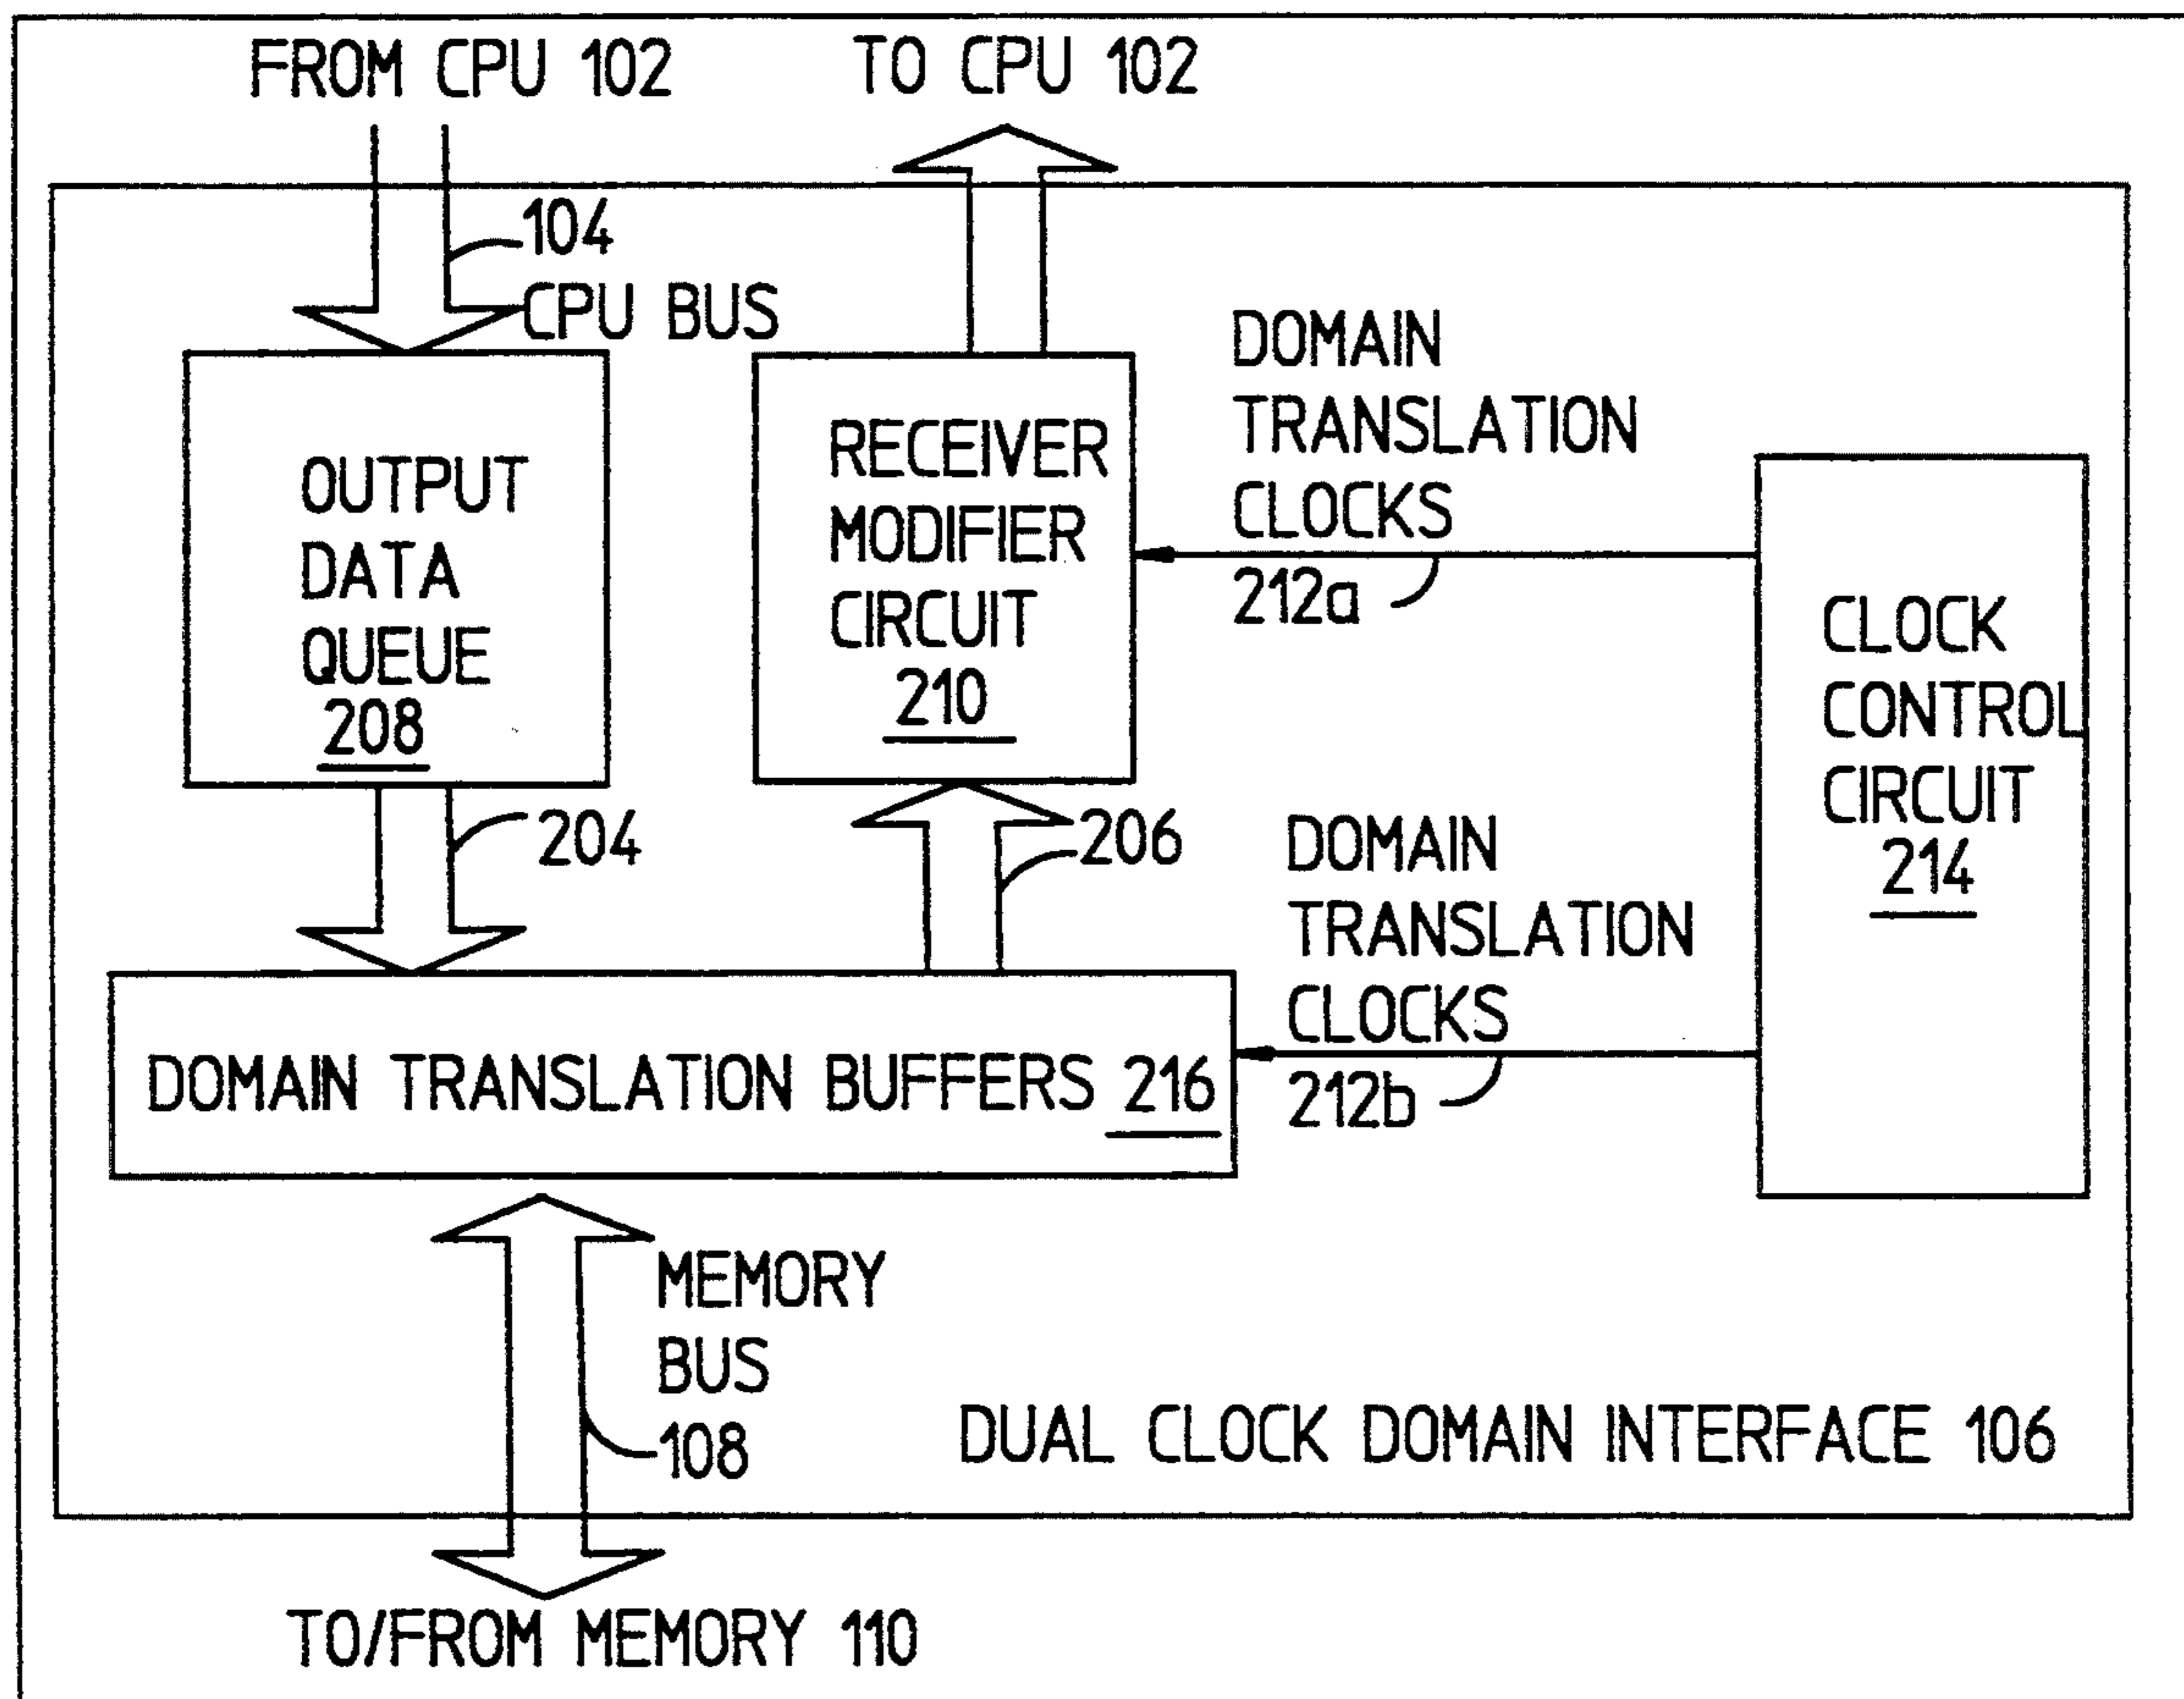 FROM CPU 102
TO CPU 102
104
CPU BUS
OUTPUT
DATA
QUEUE
208
RECEIVER
MODIFIER
CIRCUIT
210
DOMAIN
TRANSLATION
CLOCKS
212a
CLOCK
CONTROL
CIRCUIT
214
204
206
DOMAIN
TRANSLATION
CLOCKS
212b
DOMAIN TRANSLATION BUFFERS 216
MEMORY
BUS
108
DUAL CLOCK DOMAIN INTERFACE 106
TO/FROM MEMORY 110